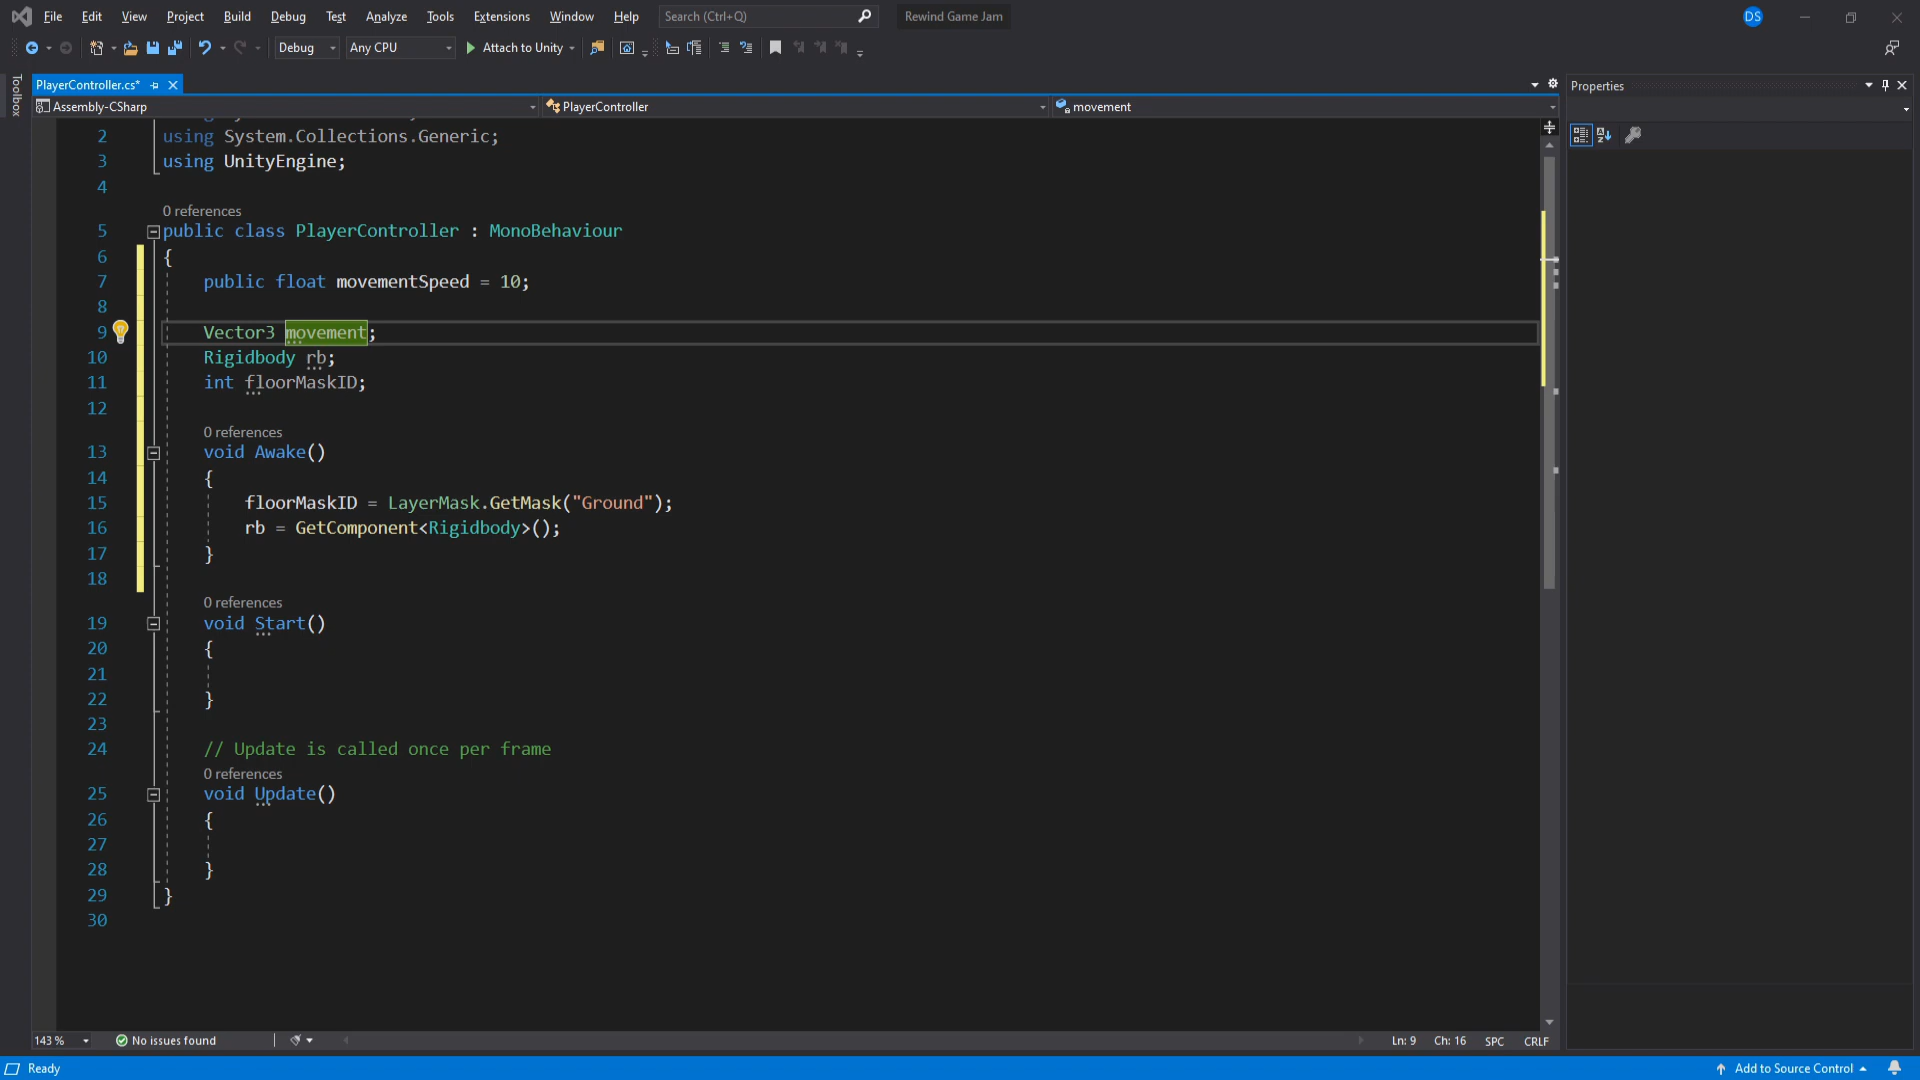 File Edit View Project Build Debug Test Analyze Tools Extensions Window Help Search (Ctrl+Q) Rewind Game Jam DS
Debug Any CPU Attach to Unity
Toolbox
PlayerController.cs*
Properties
Assembly-CSharp PlayerController movement
2 using System.Collections.Generic;
3 using UnityEngine;
4
0 references
5 public class PlayerController : MonoBehaviour
6 {
7 public float movementSpeed = 10;
8
9 Vector3 movement;
10 Rigidbody rb;
11 int floorMaskID;
12
0 references
13 void Awake()
14 {
15 floorMaskID = LayerMask.GetMask("Ground");
16 rb = GetComponent<Rigidbody>();
17 }
18
0 references
19 void Start()
20 {
21
22 }
23
24 // Update is called once per frame
0 references
25 void Update()
26 {
27
28 }
29 }
30
143 % No issues found Ln: 9 Ch: 16 SPC CRLF
Ready Add to Source Control